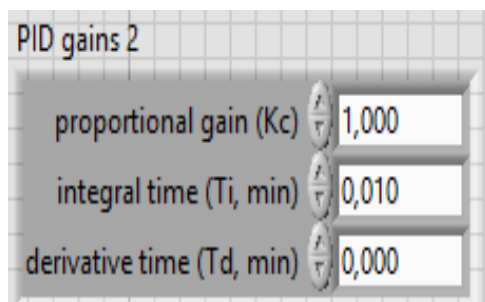 PID gains 2
proportional gain (Kc) 1,000
integral time (Ti, min) 0,010
derivative time (Td, min) 0,000